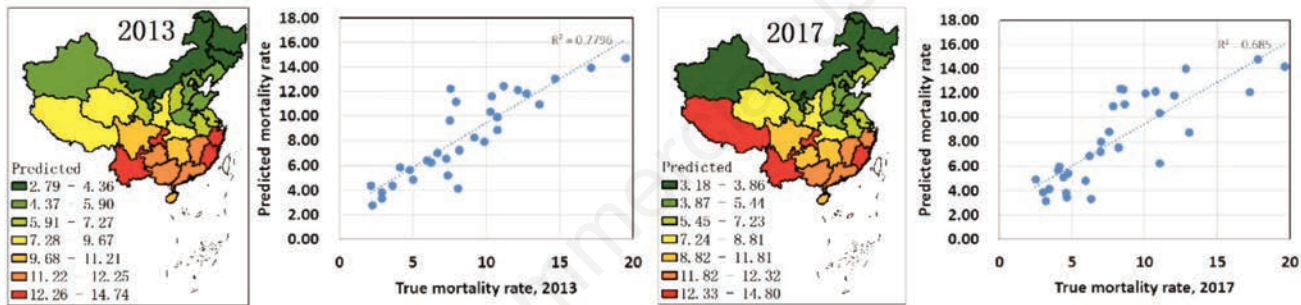 2013
Predicted
2.79 - 4.36
4.37 - 5.90
5.91 - 7.27
7.28 - 9.67
9.68 - 11.21
11.22 - 12.25
12.26 - 14.74
Predicted mortality rate
18.00
16.00
14.00
12.00
10.00
8.00
6.00
4.00
2.00
0.00
R² = 0.7796
0 5 10 15 20
True mortality rate, 2013
2017
Predicted
3.18 - 3.86
3.87 - 5.44
5.45 - 7.23
7.24 - 8.81
8.82 - 11.81
11.82 - 12.32
12.33 - 14.80
Predicted mortality rate
18.00
16.00
14.00
12.00
10.00
8.00
6.00
4.00
2.00
0.00
R² = 0.685
0 5 10 15 20
True mortality rate, 2017